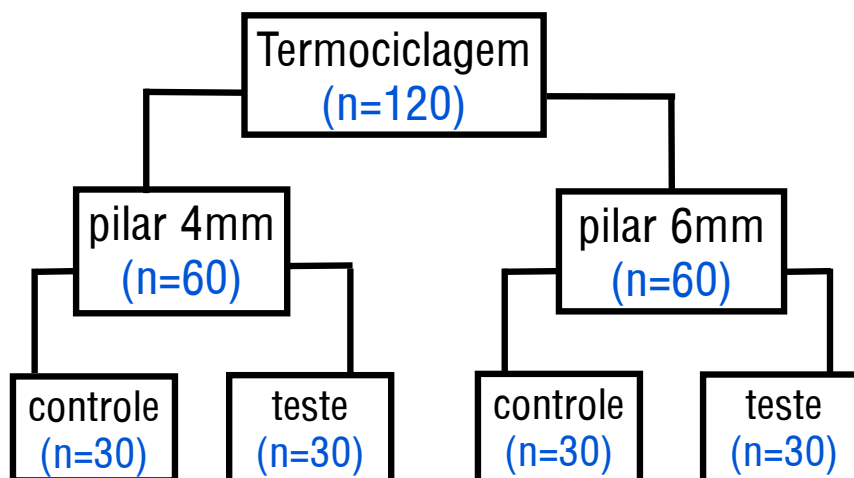 Termociclagem
(n=120)
pilar 4mm
(n=60)
pilar 6mm
(n=60)
controle
(n=30)
teste
(n=30)
controle
(n=30)
teste
(n=30)